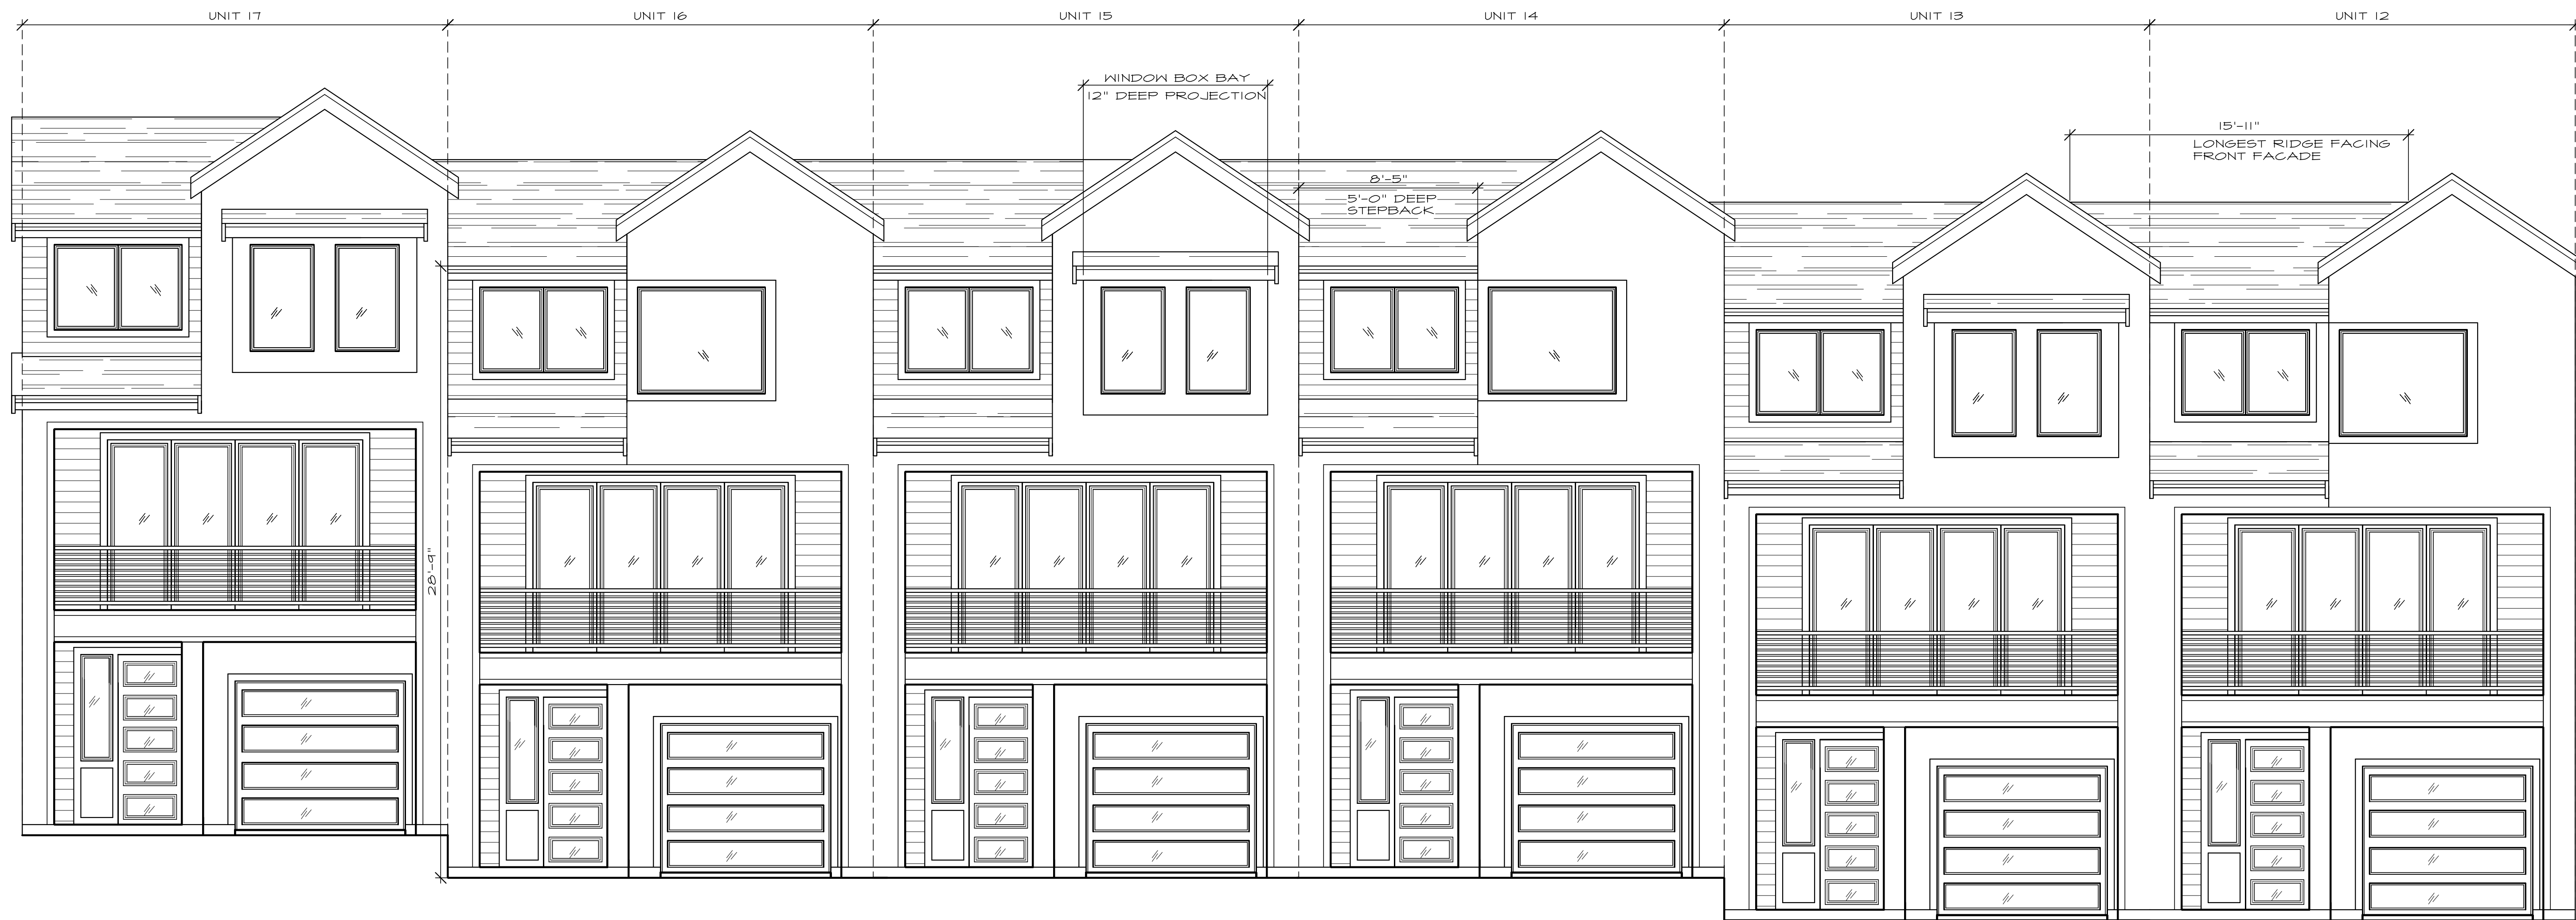 UNIT 17
UNIT 16
UNIT 15
UNIT 14
UNIT 13
UNIT 12
WINDOW BOX BAY
12" DEEP PROJECTION
15'-11"
LONGEST RIDGE FACING
FRONT FACADE
8'-5"
5'-0" DEEP
STEPBACK
28'-9"